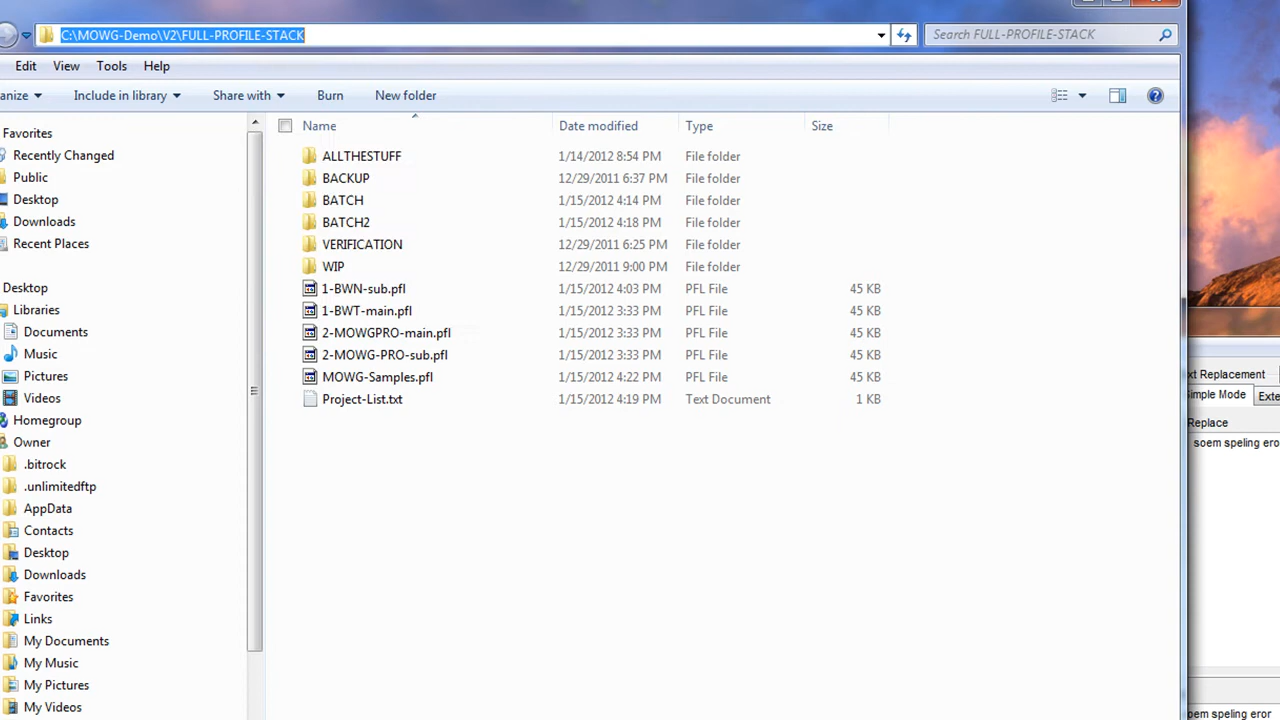 C:\MOWG-Demo\V2\FULL-PROFILE-STACK
Search FULL-PROFILE-STACK
Edit View Tools Help
anize Include in library Share with Burn New folder
Name Date modified Type Size
Favorites
Recently Changed
Public
Desktop
Downloads
Recent Places
Desktop
Libraries
Documents
Music
Pictures
Videos
Homegroup
Owner
.bitrock
.unlimitedftp
AppData
Contacts
Desktop
Downloads
Favorites
Links
My Documents
My Music
My Pictures
My Videos
ALLTHESTUFF 1/14/2012 8:54 PM File folder
BACKUP 12/29/2011 6:37 PM File folder
BATCH 1/15/2012 4:14 PM File folder
BATCH2 1/15/2012 4:18 PM File folder
VERIFICATION 12/29/2011 6:25 PM File folder
WIP 12/29/2011 9:00 PM File folder
1-BWN-sub.pfl 1/15/2012 4:03 PM PFL File 45 KB
1-BWT-main.pfl 1/15/2012 3:33 PM PFL File 45 KB
2-MOWGPRO-main.pfl 1/15/2012 3:33 PM PFL File 45 KB
2-MOWG-PRO-sub.pfl 1/15/2012 3:33 PM PFL File 45 KB
MOWG-Samples.pfl 1/15/2012 4:22 PM PFL File 45 KB
Project-List.txt 1/15/2012 4:19 PM Text Document 1 KB
xt Replacement
Simple Mode Exte
Replace
soem speling ero
oem speling eror